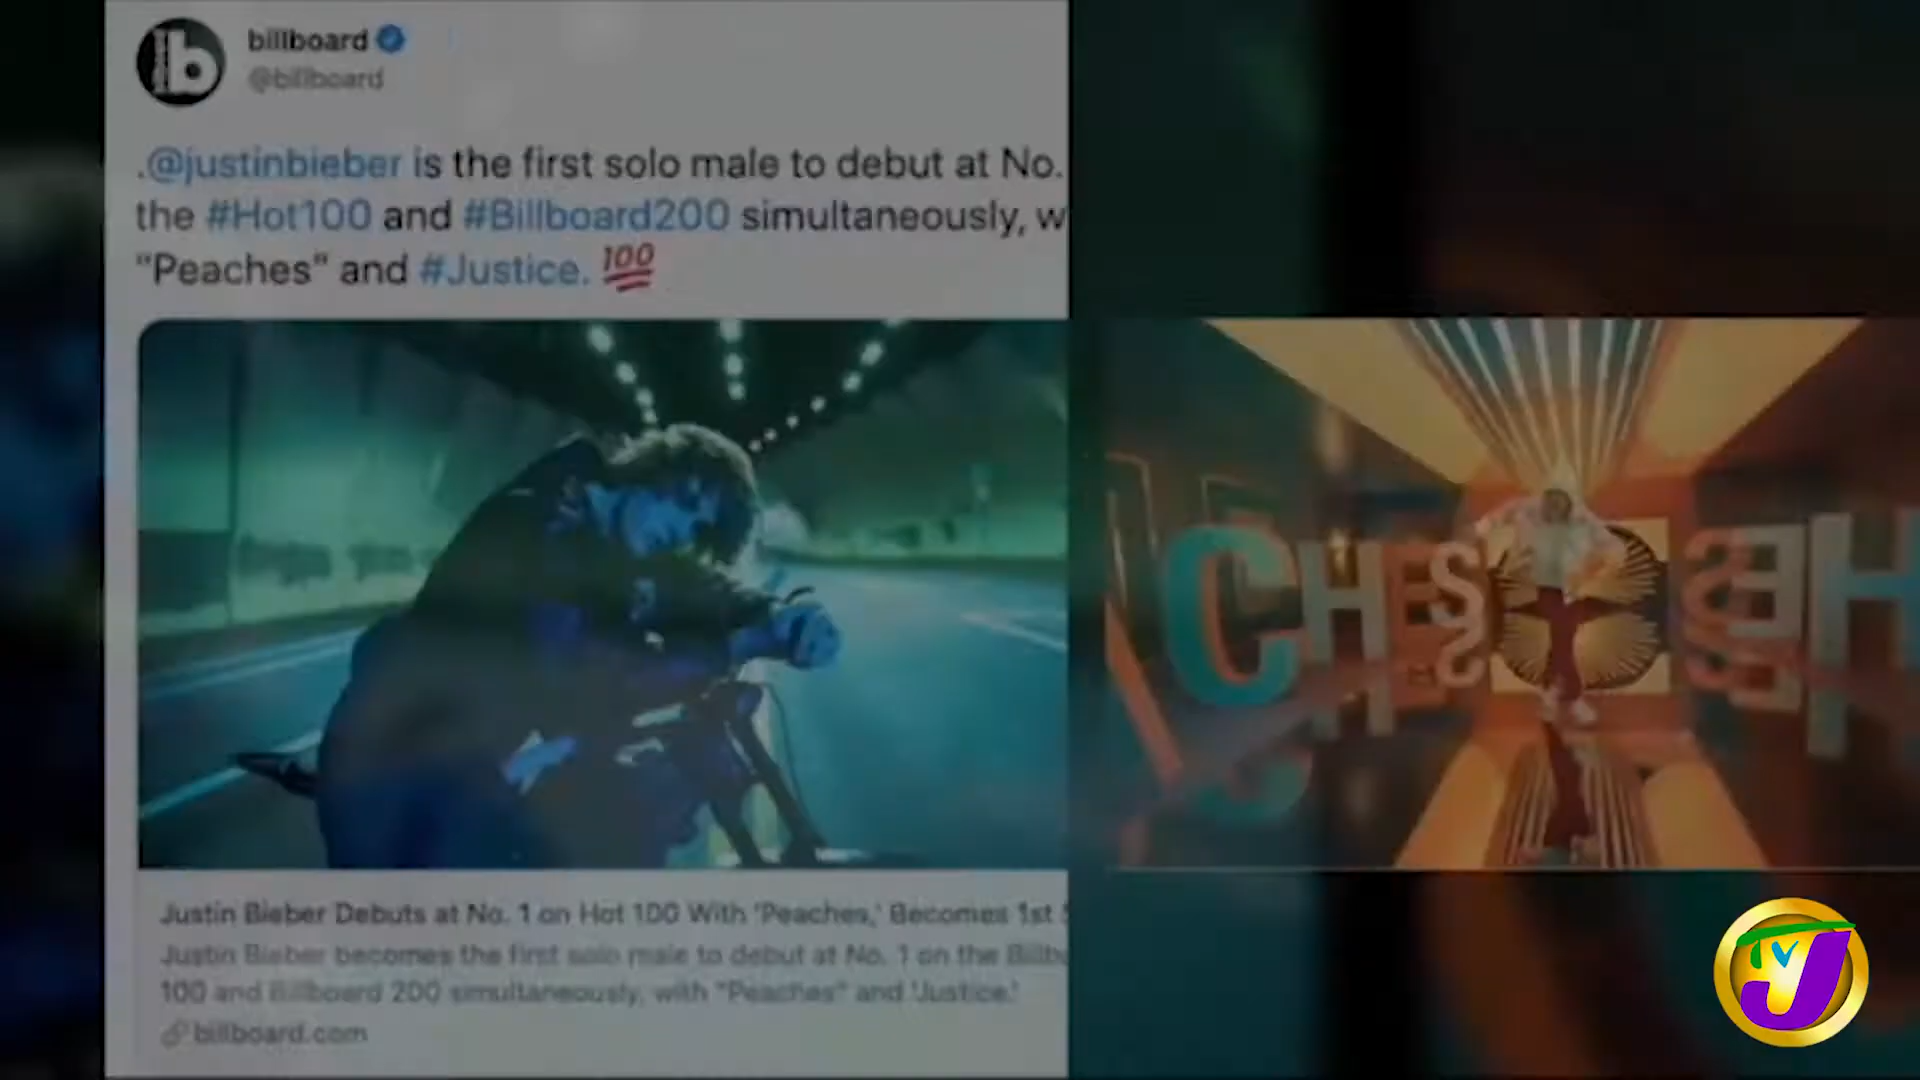 billboard
@billboard
.@justinbieber is the first solo male to debut at No.
the #Hot100 and #Billboard200 simultaneously, w
"Peaches" and #Justice. 💯
CHES
Justin Bieber Debuts at No. 1 on Hot 100 With 'Peaches,' Becomes 1st
Justin Bieber becomes the first solo male to debut at No. 1 on the Billb
100 and Billboard 200 simultaneously, with "Peaches" and 'Justice.'
billboard.com
TVJ